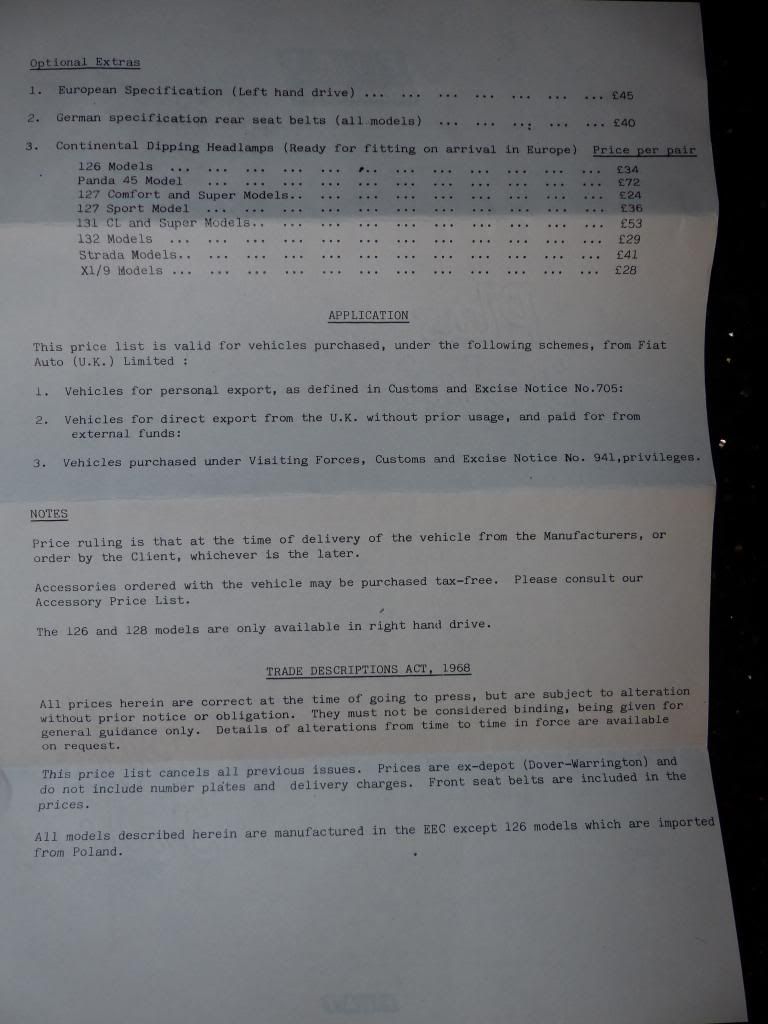 Optional Extras
1. European Specification (Left hand drive) ... ... ... ... ... ... ... £45
2. German specification rear seat belts (all models) ... ... ... ... ... £40
3. Continental Dipping Headlamps (Ready for fitting on arrival in Europe) Price per pair
126 Models ... ... ... ... ... ... ... ... ... ... ... ... £34
Panda 45 Model ... ... ... ... ... ... ... ... ... ... ... £72
127 Comfort and Super Models.. ... ... ... ... ... ... ... ... £24
127 Sport Model ... ... ... ... ... ... ... ... ... ... ... £36
131 CL and Super Models.. ... ... ... ... ... ... ... ... ... £53
132 Models ... ... ... ... ... ... ... ... ... ... ... ... £29
Strada Models.. ... ... ... ... ... ... ... ... ... ... ... £41
X1/9 Models ... ... ... ... ... ... ... ... ... ... ... ... £28
APPLICATION
This price list is valid for vehicles purchased, under the following schemes, from Fiat
Auto (U.K.) Limited :
1. Vehicles for personal export, as defined in Customs and Excise Notice No.705:
2. Vehicles for direct export from the U.K. without prior usage, and paid for from
external funds:
3. Vehicles purchased under Visiting Forces, Customs and Excise Notice No. 941,privileges.
NOTES
Price ruling is that at the time of delivery of the vehicle from the Manufacturers, or
order by the Client, whichever is the later.
Accessories ordered with the vehicle may be purchased tax-free. Please consult our
Accessory Price List.
The 126 and 128 models are only available in right hand drive.
TRADE DESCRIPTIONS ACT, 1968
All prices herein are correct at the time of going to press, but are subject to alteration
without prior notice or obligation. They must not be considered binding, being given for
general guidance only. Details of alterations from time to time in force are available
on request.
This price list cancels all previous issues. Prices are ex-depot (Dover-Warrington) and
do not include number plates and delivery charges. Front seat belts are included in the
prices.
All models described herein are manufactured in the EEC except 126 models which are imported
from Poland.